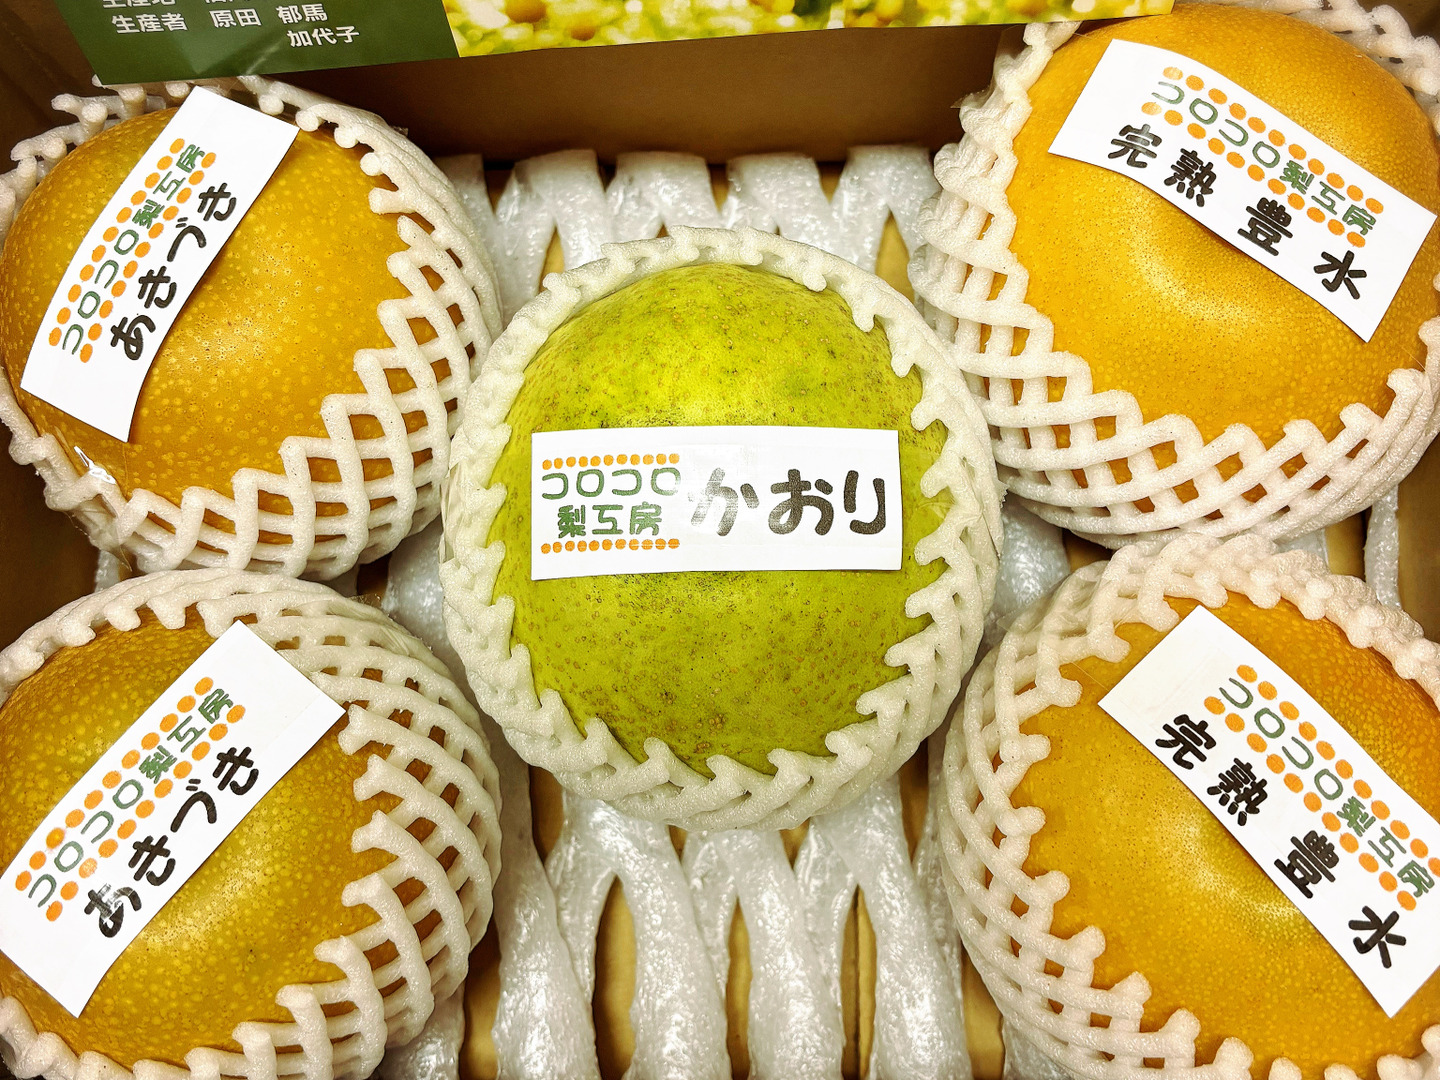 生産者 原田 郁馬
加代子
コロコロ梨工房
あきづき
コロコロ梨工房
完熟 豊水
コロコロ
梨工房
かおり
コロコロ梨工房
あきづき
コロコロ梨工房
完熟 豊水